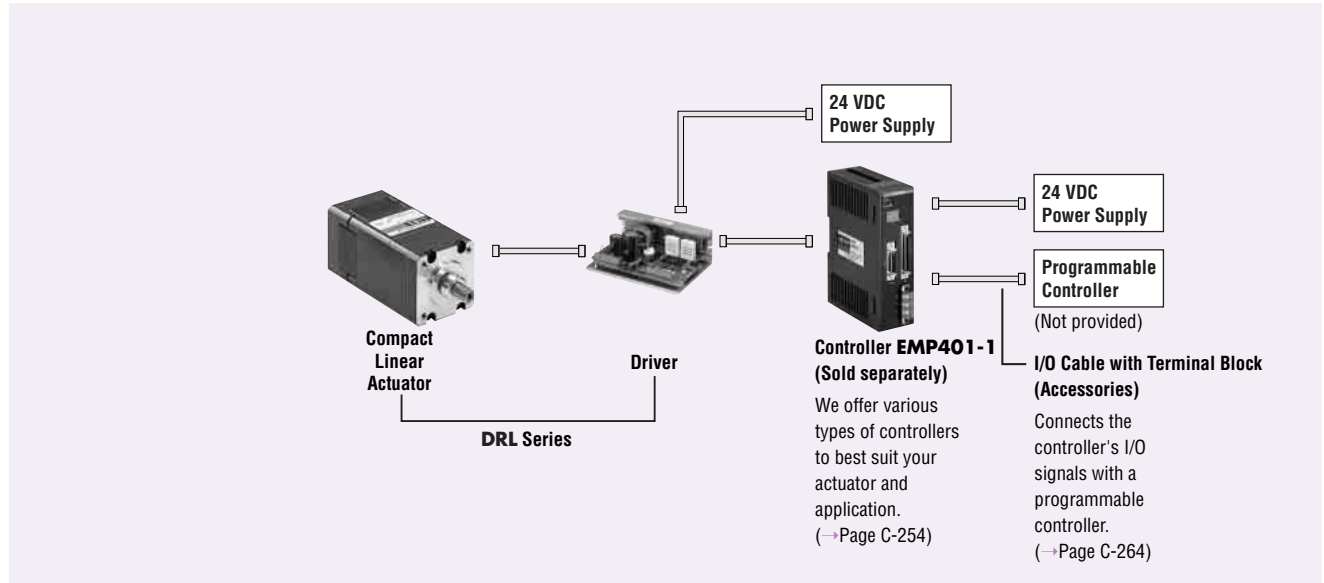 24 VDC
Power Supply
24 VDC
Power Supply
Programmable
Controller
(Not provided)
Compact
Linear
Actuator
Driver
DRL Series
Controller EMP401-1
(Sold separately)
We offer various
types of controllers
to best suit your
actuator and
application.
(→Page C-254)
I/O Cable with Terminal Block
(Accessories)
Connects the
controller's I/O
signals with a
programmable
controller.
(→Page C-264)